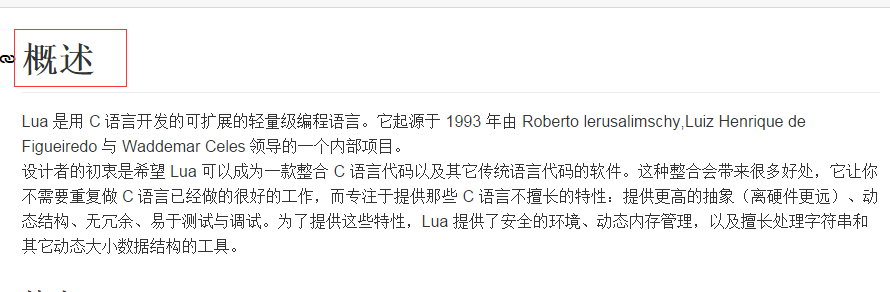 概述
Lua 是用 C 语言开发的可扩展的轻量级编程语言。它起源于 1993 年由 Roberto Ierusalimschy,Luiz Henrique de
Figueiredo 与 Waddemar Celes 领导的一个内部项目。
设计者的初衷是希望 Lua 可以成为一款整合 C 语言代码以及其它传统语言代码的软件。这种整合会带来很多好处，它让你
不需要重复做 C 语言已经做的很好的工作，而专注于提供那些 C 语言不擅长的特性：提供更高的抽象（离硬件更远）、动
态结构、无冗余、易于测试与调试。为了提供这些特性，Lua 提供了安全的环境、动态内存管理，以及擅长处理字符串和
其它动态大小数据结构的工具。